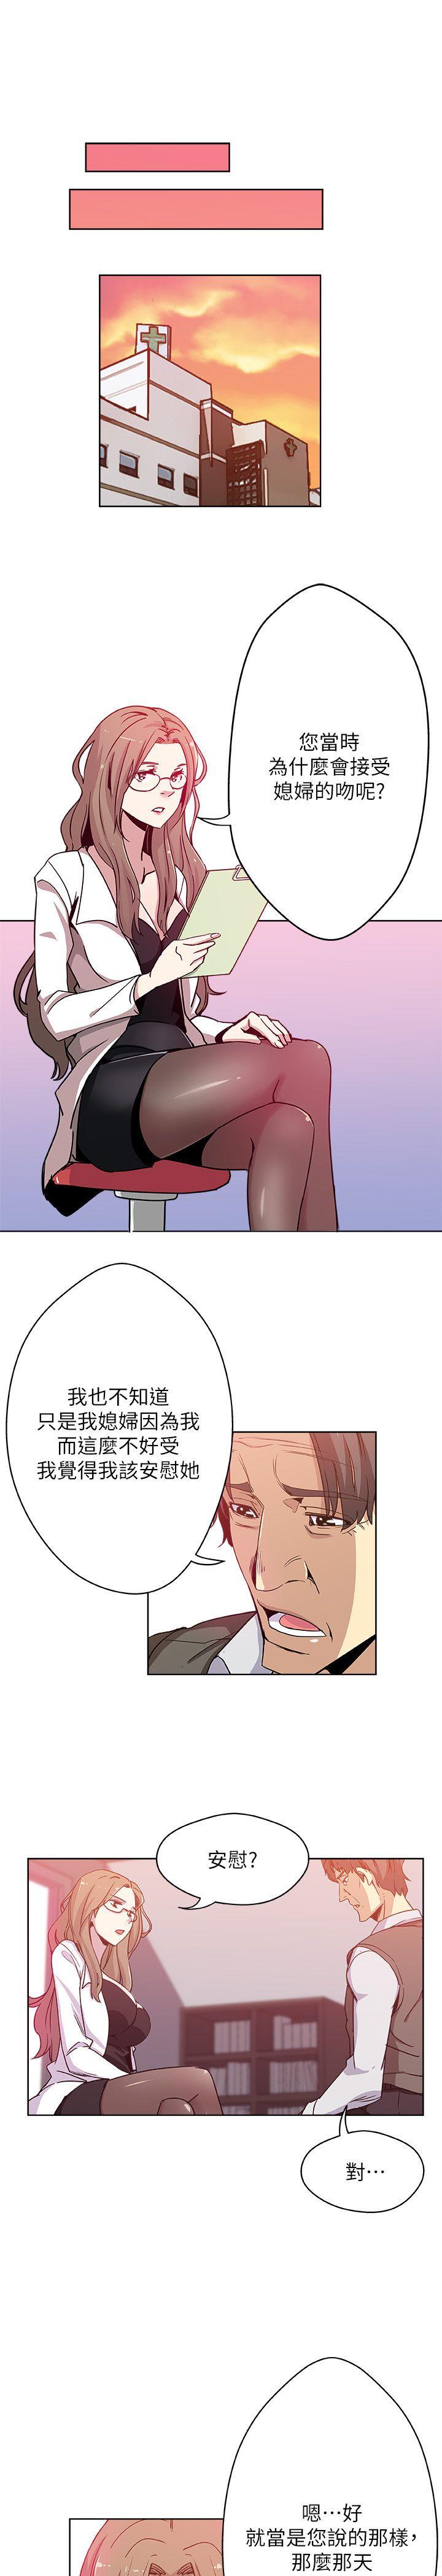 您當時
為什麼會接受
媳婦的吻呢?
我也不知道
只是我媳婦因為我
而這麼不好受
我覺得我該安慰她
安慰?
對…
嗯…好
就當是您說的那樣,
那麼那天